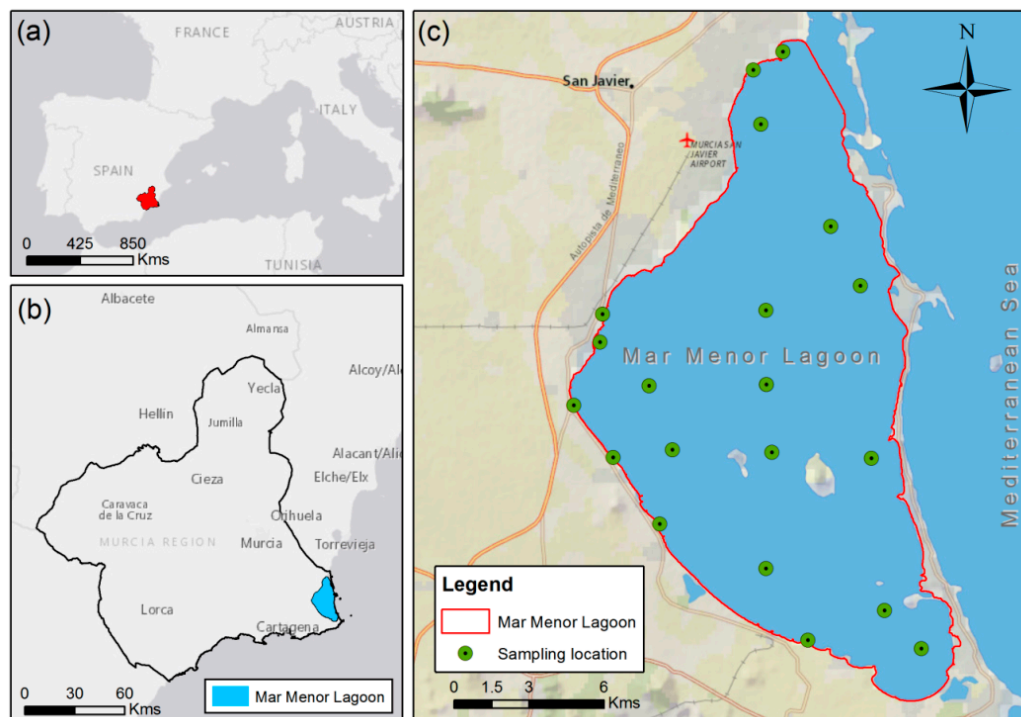 (a)
FRANCE
AUSTRIA
ITALY
SPAIN
TUNISIA
0 425 850
Kms
(b)
Albacete
Almansa
Yecla
Alcoy/Al
Hellín
Jumilla
Alacant/Alic
Cieza
Elche/Elx
Caravaca
de la Cruz
Orihuela
MURCIA REGION
Murcia
Torrevieja
Lorca
Cartagena
0 30 60
Kms
Mar Menor Lagoon
(c)
N
San Javier
MURCIA SAN
JAVIER
AIRPORT
Autopista de Mediterraneo
Mar Menor Lagoon
Mediterranean Sea
Legend
Mar Menor Lagoon
Sampling location
0 1.5 3 6
Kms